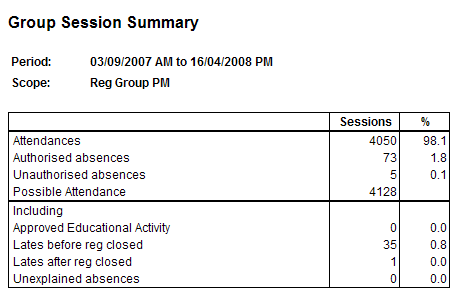 Group Session Summary
Period: 03/09/2007 AM to 16/04/2008 PM
Scope: Reg Group PM
Sessions %
Attendances 4050 98.1
Authorised absences 73 1.8
Unauthorised absences 5 0.1
Possible Attendance 4128
Including
Approved Educational Activity 0 0.0
Lates before reg closed 35 0.8
Lates after reg closed 1 0.0
Unexplained absences 0 0.0